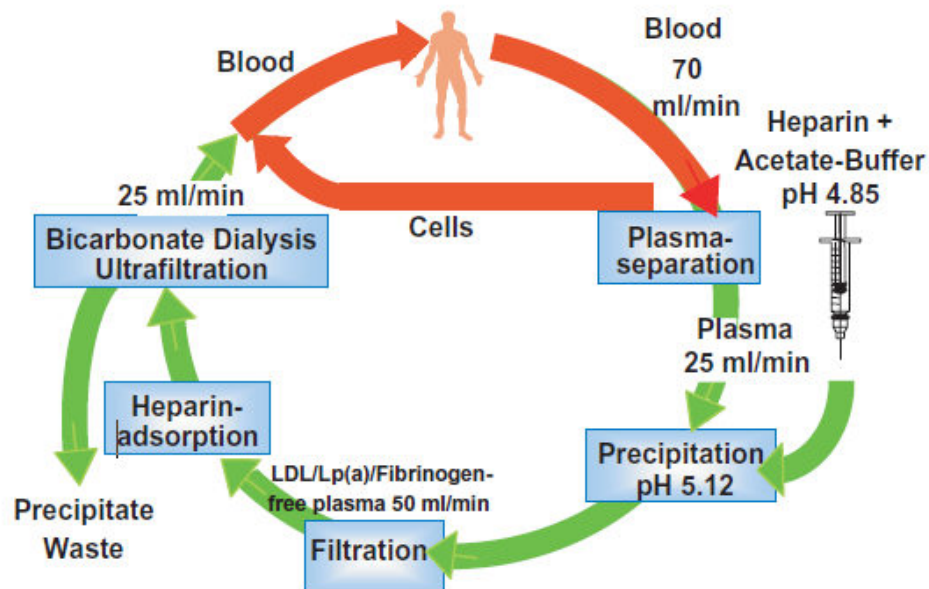 Blood
Blood
70
ml/min
Heparin +
Acetate-Buffer
pH 4.85
25 ml/min
Cells
Bicarbonate Dialysis
Ultrafiltration
Plasma-
separation
Plasma
25 ml/min
Heparin-
adsorption
Precipitation
pH 5.12
LDL/Lp(a)/Fibrinogen-
free plasma 50 ml/min
Precipitate
Waste
Filtration